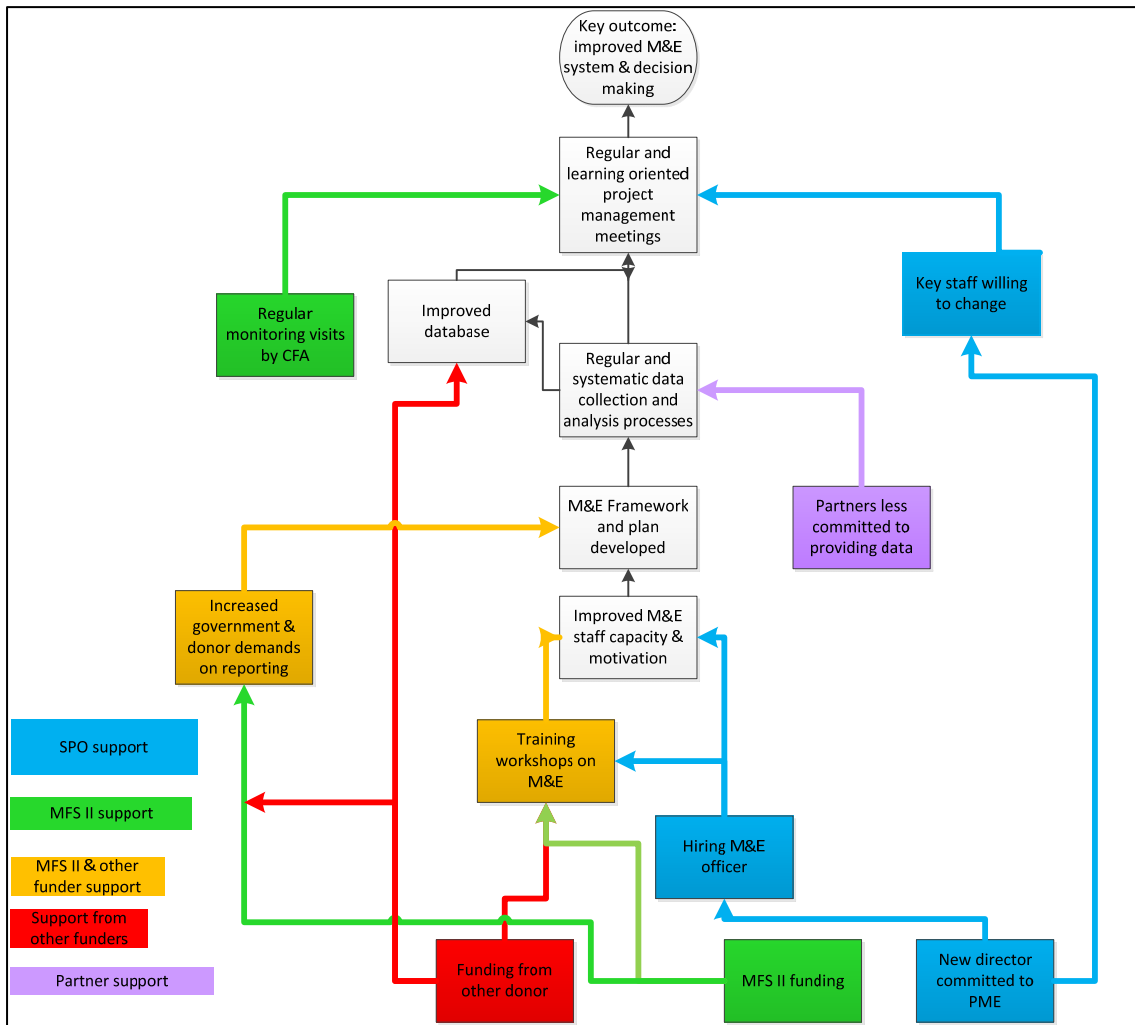 Key outcome:
improved M&E
system & decision
making
Regular and
learning oriented
project
management
meetings
Key staff willing
to change
Improved
database
Regular
monitoring visits
by CFA
Regular and
systematic data
collection and
analysis processes
M&E Framework
and plan
developed
Partners less
committed to
providing data
Increased
government &
donor demands
on reporting
Improved M&E
staff capacity &
motivation
SPO support
Training
workshops on
M&E
MFS II support
Hiring M&E
officer
MFS II & other
funder support
Support from
other funders
Funding from
other donor
MFS II funding
New director
committed to
PME
Partner support